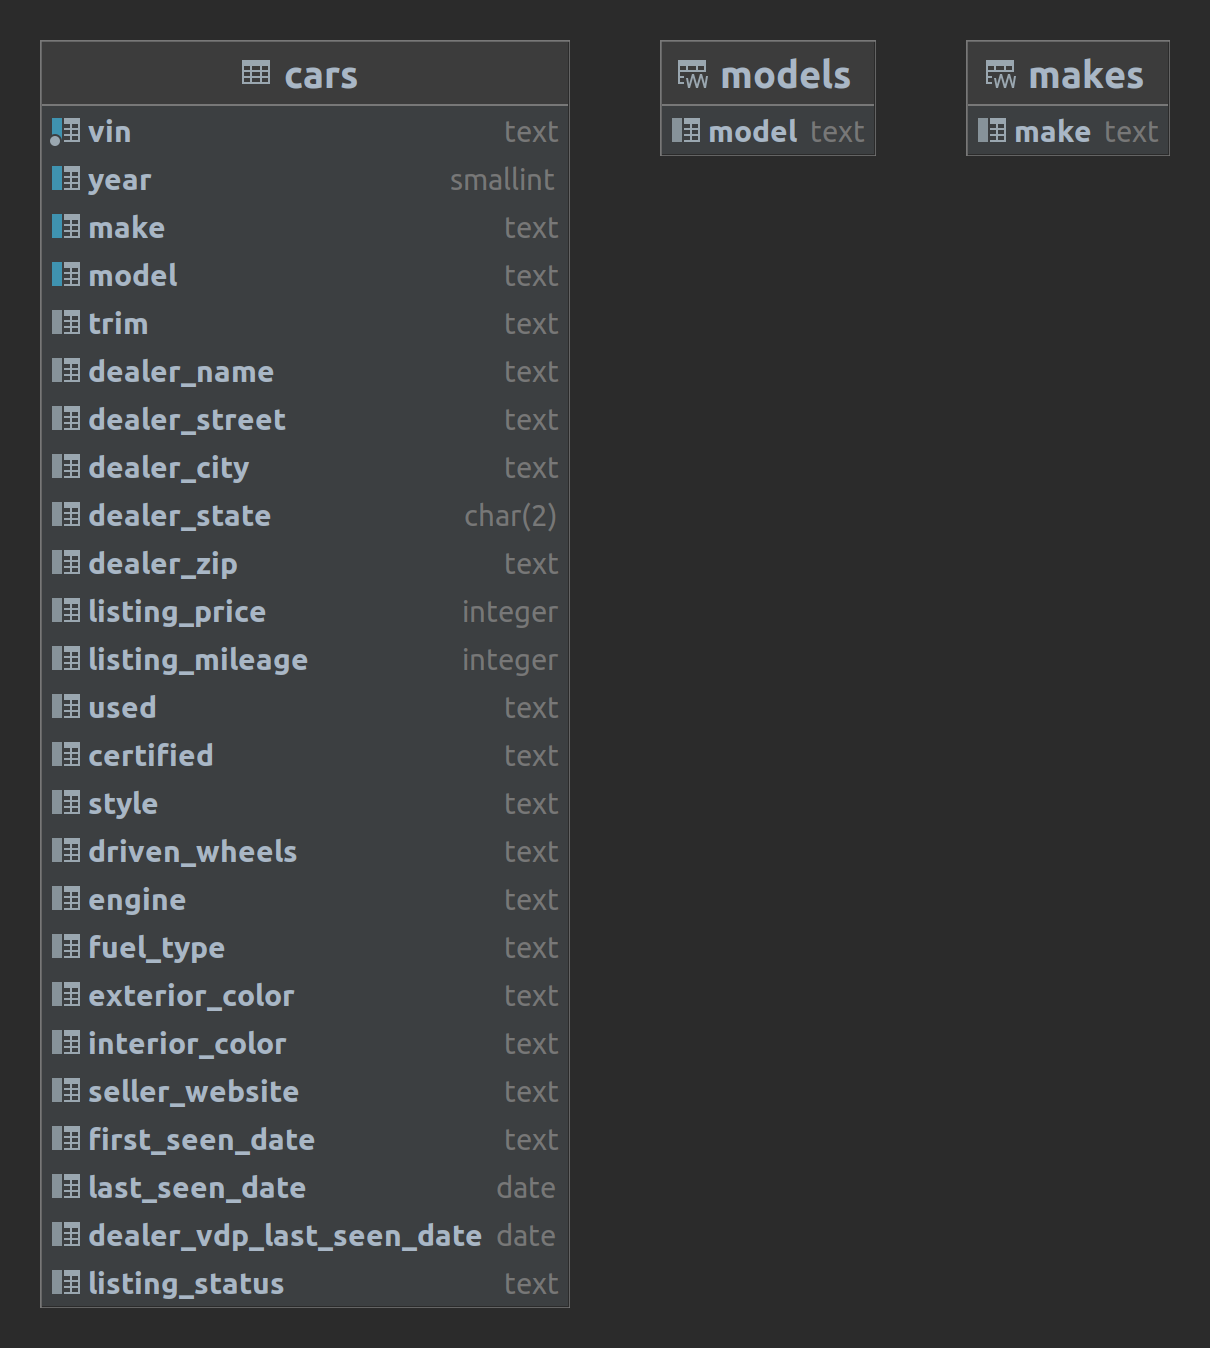 cars
vin text
year smallint
make text
model text
trim text
dealer_name text
dealer_street text
dealer_city text
dealer_state char(2)
dealer_zip text
listing_price integer
listing_mileage integer
used text
certified text
style text
driven_wheels text
engine text
fuel_type text
exterior_color text
interior_color text
seller_website text
first_seen_date text
last_seen_date date
dealer_vdp_last_seen_date date
listing_status text
models
model text
makes
make text